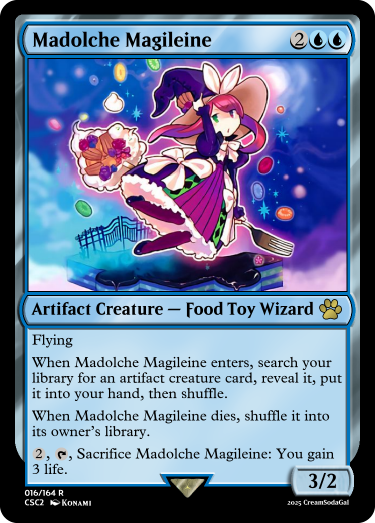 Madolche Magileine 2
Artifact Creature — Food Toy Wizard
Flying
When Madolche Magileine enters, search your
library for an artifact creature card, reveal it, put
it into your hand, then shuffle.
When Madolche Magileine dies, shuffle it into
its owner's library.
2, , Sacrifice Madolche Magileine: You gain
3 life.
3/2
016/164 R
CSC2 KONAMI
2025 CreamSodaGal